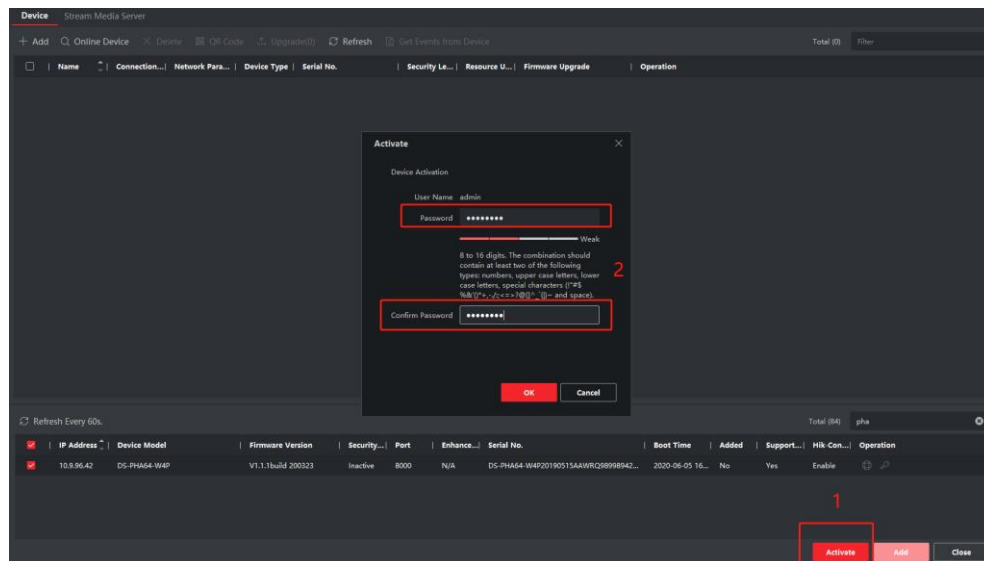 Device Stream Media Server
+ Add Online Device Delete QR Code Upgrade(0) Refresh Get Events from Device Total (0) Filter
Name Connection... Network Para... Device Type Serial No. Security Le... Resource U... Firmware Upgrade Operation
Activate
Device Activation
User Name admin
Password ●●●●●●●●
Weak
8 to 16 digits. The combination should
contain at least two of the following
types: numbers, upper case letters, lower
case letters, special characters (!"#$
%&'()*+,-./:;<=>?@[]^_`{|}~ and space).
2
Confirm Password ●●●●●●●●
OK Cancel
Refresh Every 60s. Total (84) pha
IP Address Device Model Firmware Version Security... Port Enhance... Serial No. Boot Time Added Support... Hik-Con... Operation
10.9.96.42 DS-PHA64-W4P V1.1.1build 200323 Inactive 8000 N/A DS-PHA64-W4P20190515AAWRQ98998942... 2020-06-05 16... No Yes Enable
1
Activate Add Close